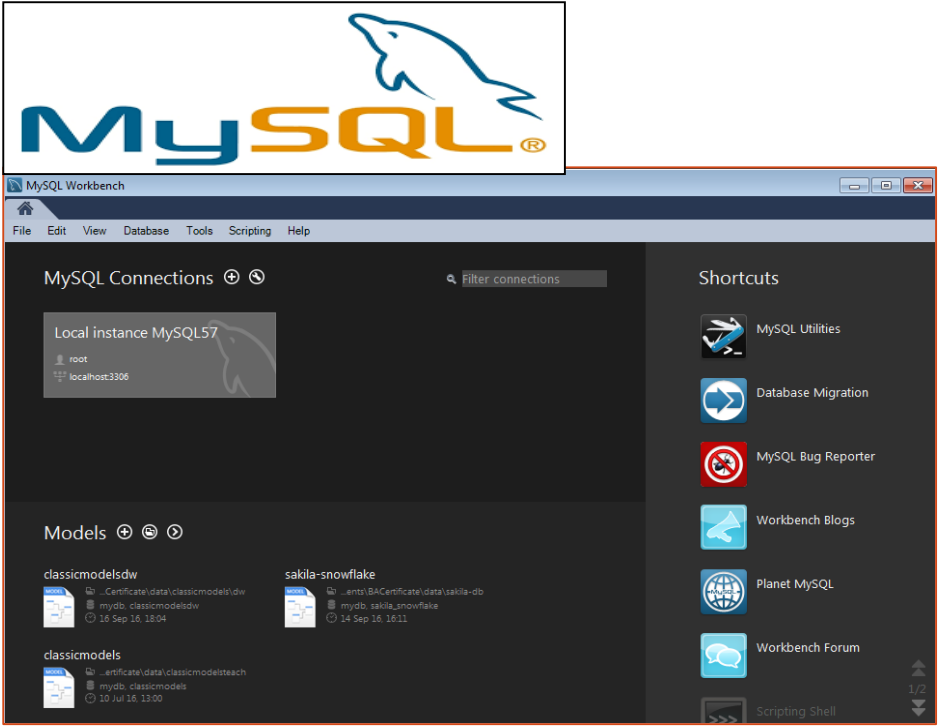 MySQL®
MySQL Workbench
File Edit View Database Tools Scripting Help
MySQL Connections
Filter connections
Local instance MySQL57
root
localhost:3306
Shortcuts
MySQL Utilities
Database Migration
MySQL Bug Reporter
Workbench Blogs
Planet MySQL
Workbench Forum
Scripting Shell
1/2
Models
classicmodelsdw
MODEL
...Certificate\data\classicmodels\dw
mydb, classicmodelsdw
16 Sep 16, 18:04
sakila-snowflake
MODEL
...ents\BACertificate\data\sakila-db
mydb, sakila_snowflake
14 Sep 16, 16:11
classicmodels
MODEL
...ertificate\data\classicmodelsteach
mydb, classicmodels
10 Jul 16, 13:00
MySQL